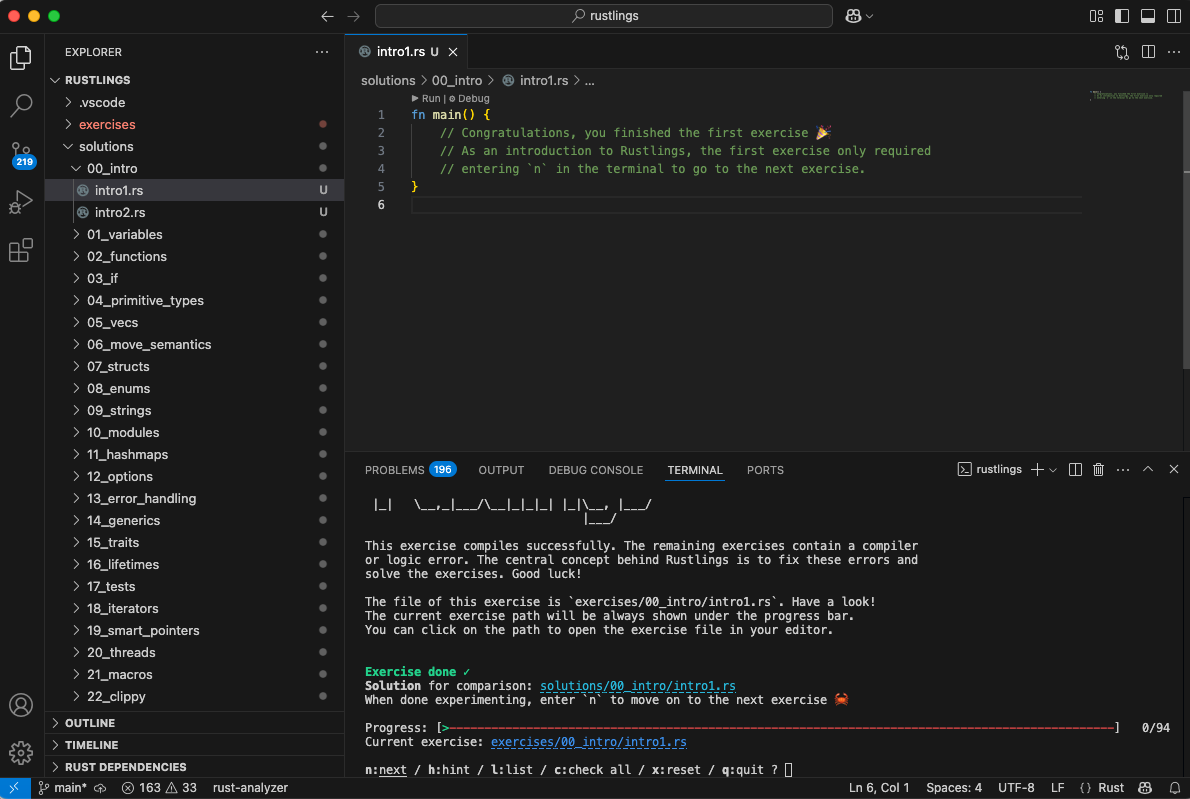 rustlings
EXPLORER
intro1.rs U
RUSTLINGS
solutions > 00_intro > intro1.rs > ...
.vscode
exercises
solutions
00_intro
intro1.rs U
intro2.rs U
01_variables
02_functions
03_if
04_primitive_types
05_vecs
06_move_semantics
07_structs
08_enums
09_strings
10_modules
11_hashmaps
12_options
13_error_handling
14_generics
15_traits
16_lifetimes
17_tests
18_iterators
19_smart_pointers
20_threads
21_macros
22_clippy
OUTLINE
TIMELINE
RUST DEPENDENCIES
219
Run | Debug
1 fn main() {
2 // Congratulations, you finished the first exercise 🎉
3 // As an introduction to Rustlings, the first exercise only required
4 // entering `n` in the terminal to go to the next exercise.
5 }
6
PROBLEMS 196 OUTPUT DEBUG CONSOLE TERMINAL PORTS rustlings
|_|   \__,_|___/\__|_|_|_| |_|\__, |___/
|___/
This exercise compiles successfully. The remaining exercises contain a compiler
or logic error. The central concept behind Rustlings is to fix these errors and
solve the exercises. Good luck!
The file of this exercise is `exercises/00_intro/intro1.rs`. Have a look!
The current exercise path will be always shown under the progress bar.
You can click on the path to open the exercise file in your editor.
Exercise done ✓
Solution for comparison: solutions/00_intro/intro1.rs
When done experimenting, enter `n` to move on to the next exercise 🦀
Progress: [>----------------------------------------------------------------------------------------------] 0/94
Current exercise: exercises/00_intro/intro1.rs
n:next / h:hint / l:list / c:check all / x:reset / q:quit ?
main* 163 33 rust-analyzer Ln 6, Col 1 Spaces: 4 UTF-8 LF {} Rust